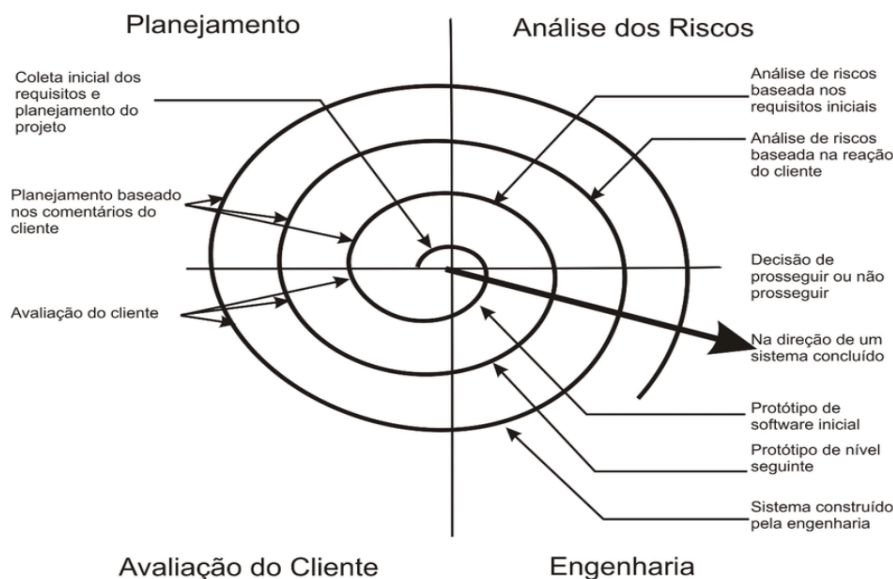 Planejamento
Análise dos Riscos
Coleta inicial dos
requisitos e
planejamento do
projeto
Análise de riscos
baseada nos
requisitos iniciais
Análise de riscos
baseada na reação
do cliente
Planejamento baseado
nos comentários do
cliente
Decisão de
prosseguir ou não
prosseguir
Avaliação do cliente
Na direção de um
sistema concluído
Protótipo de
software inicial
Protótipo de nível
seguinte
Sistema construído
pela engenharia
Avaliação do Cliente
Engenharia